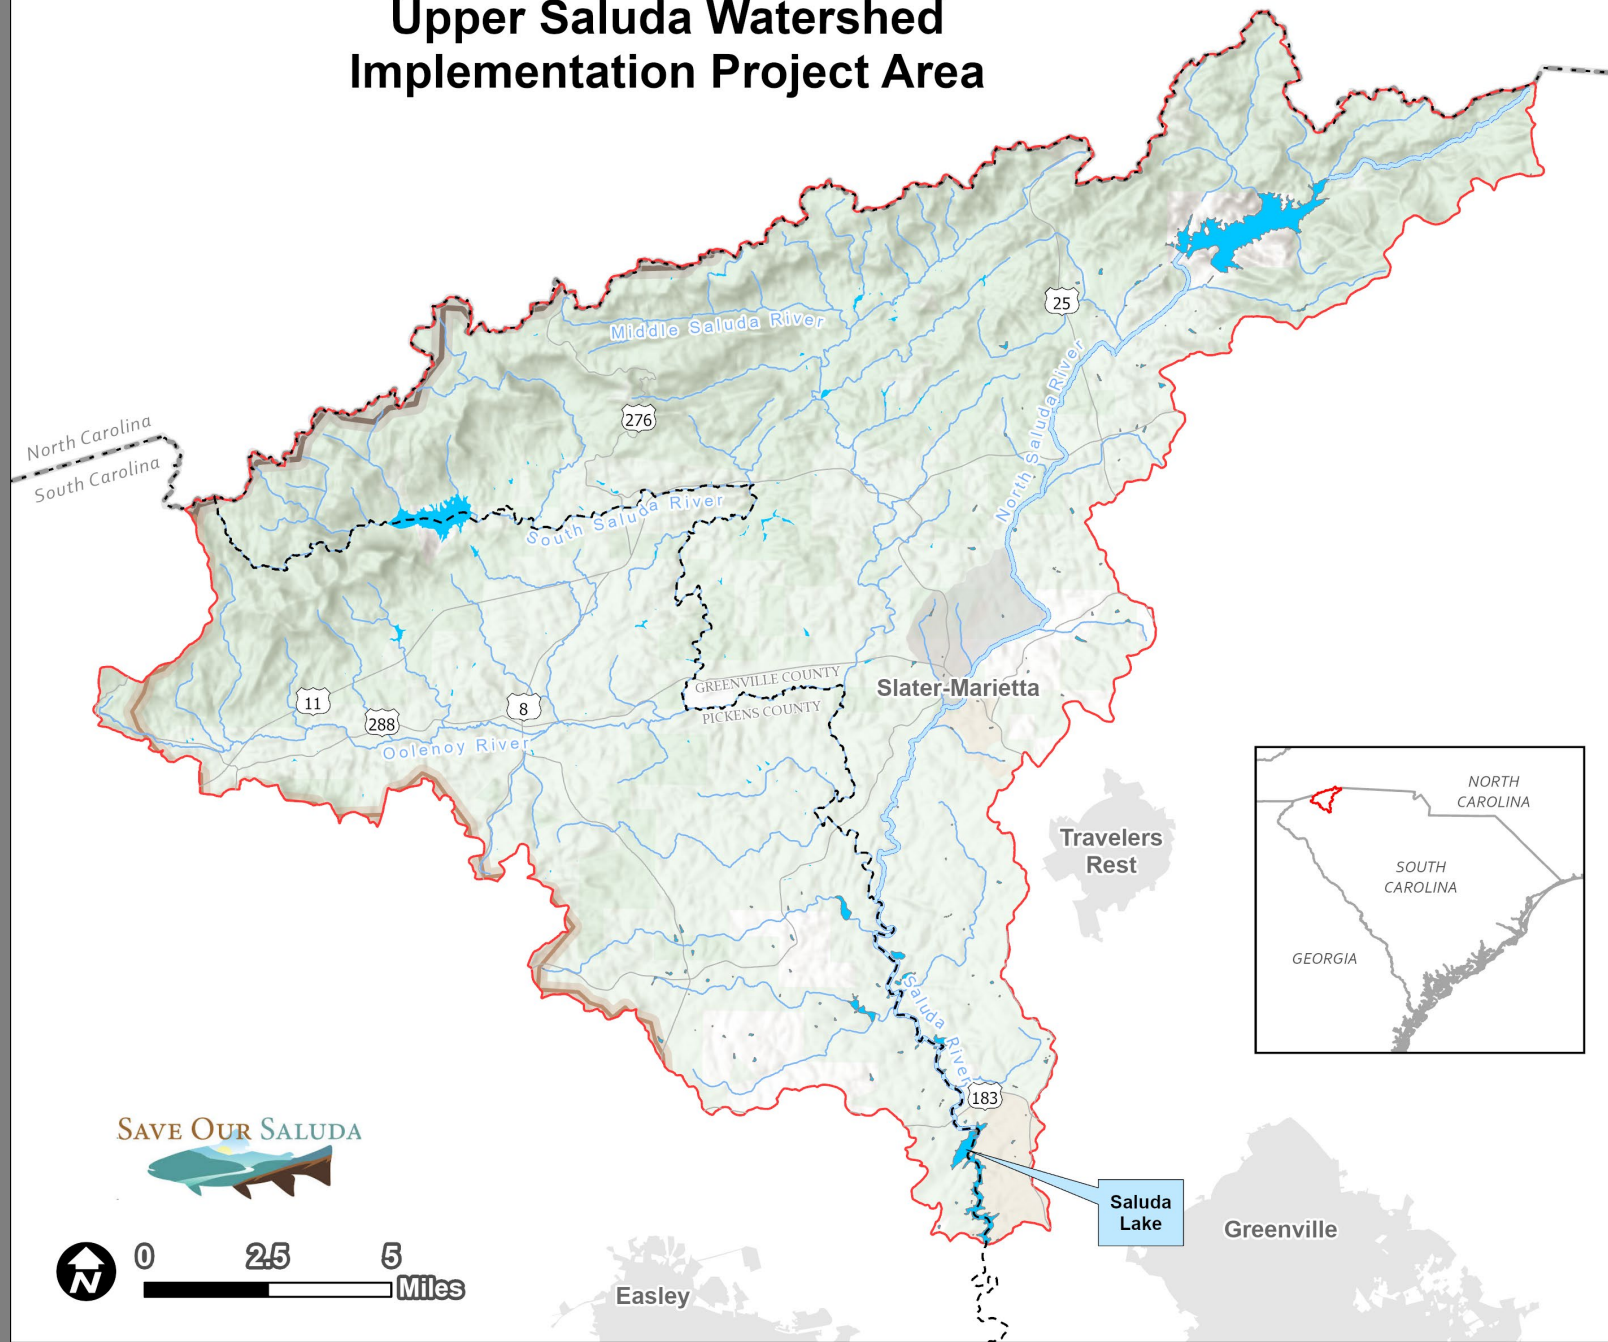 Upper Saluda Watershed
Implementation Project Area
25
Middle Saluda River
North Saluda River
276
North Carolina
South Carolina
South Saluda River
GREENVILLE COUNTY
PICKENS COUNTY
Slater-Marietta
11
288
8
Oolenoy River
Travelers
Rest
NORTH
CAROLINA
SOUTH
CAROLINA
GEORGIA
Saluda River
183
SAVE OUR SALUDA
Saluda
Lake
Greenville
Easley
N
0 2.5 5
Miles